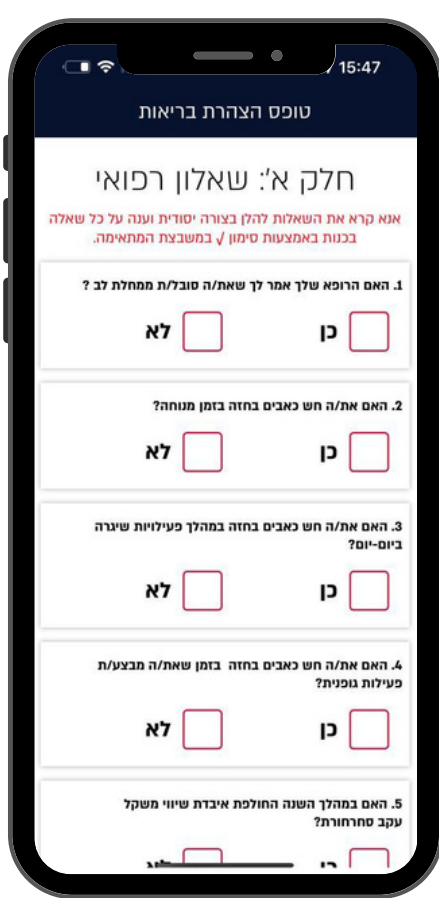 15:47
טופס הצהרת בריאות
חלק א': שאלון רפואי
אנא קרא את השאלות להלן בצורה יסודית וענה על כל שאלה
בכנות באמצעות סימון √ במשבצת המתאימה.
1. האם הרופא שלך אמר לך שאת/ה סובל/ת ממחלת לב ?
כן לא
2. האם את/ה חש כאבים בחזה בזמן מנוחה?
כן לא
3. האם את/ה חש כאבים בחזה במהלך פעילויות שיגרה
ביום-יום?
כן לא
4. האם את/ה חש כאבים בחזה בזמן שאת/ה מבצע/ת
פעילות גופנית?
כן לא
5. האם במהלך השנה החולפת איבדת שיווי משקל
עקב סחרחורת?